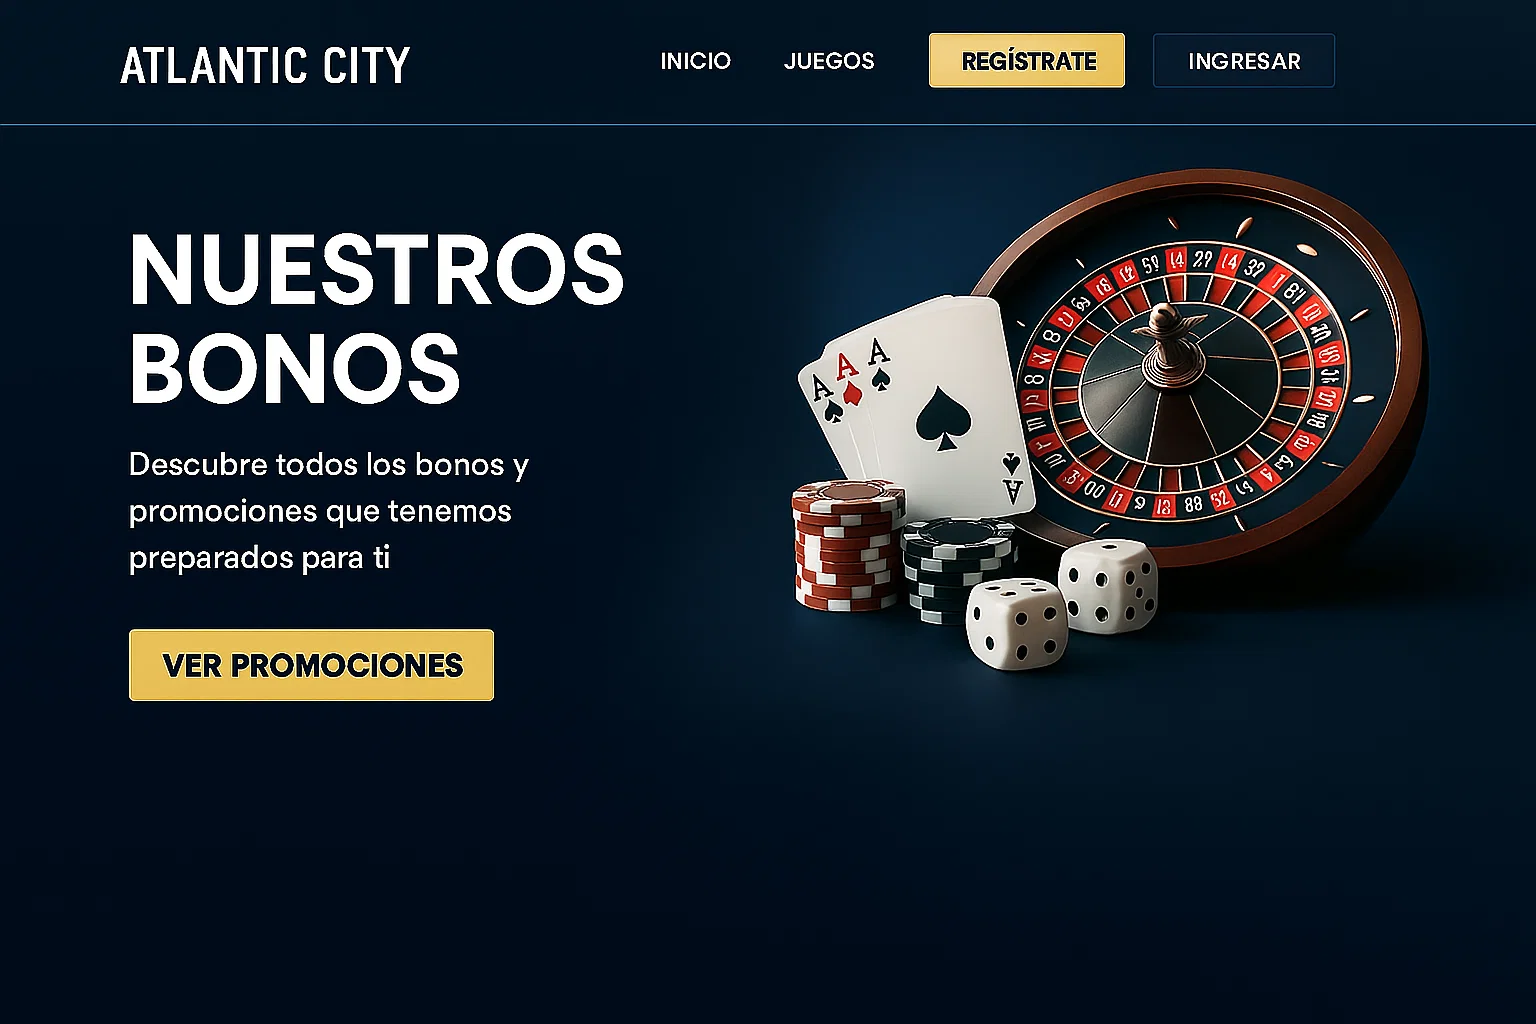 ATLANTIC CITY
INICIO
JUEGOS
REGÍSTRATE
INGRESAR
NUESTROS
BONOS
Descubre todos los bonos y
promociones que tenemos
preparados para ti
VER PROMOCIONES
A
A
A
A